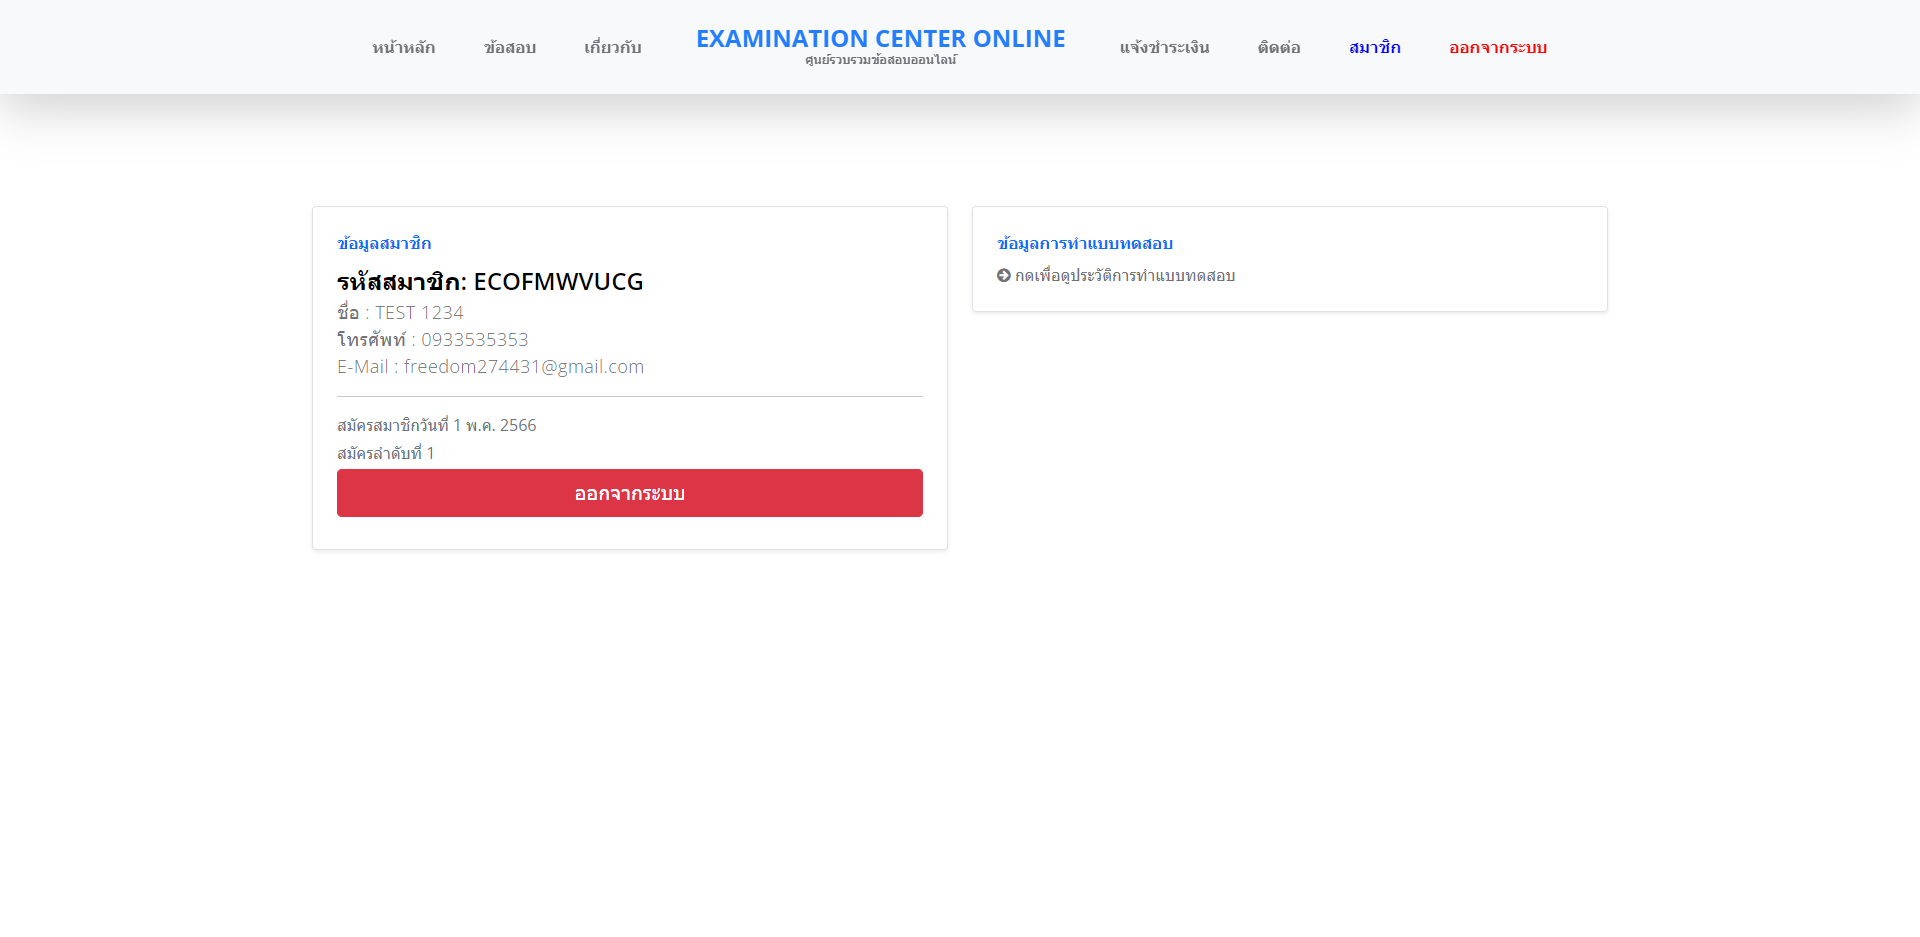 หน้าหลัก ข้อสอบ เกี่ยวกับ EXAMINATION CENTER ONLINE แจ้งชำระเงิน ติดต่อ สมาชิก ออกจากระบบ
ศูนย์รวบรวมข้อสอบออนไลน์
ข้อมูลสมาชิก
รหัสสมาชิก: ECOFMWVUCG
ชื่อ : TEST 1234
โทรศัพท์ : 0933535353
E-Mail : freedom274431@gmail.com
สมัครสมาชิกวันที่ 1 พ.ค. 2566
สมัครลำดับที่ 1
ออกจากระบบ
ข้อมูลการทำแบบทดสอบ
กดเพื่อดูประวัติการทำแบบทดสอบ